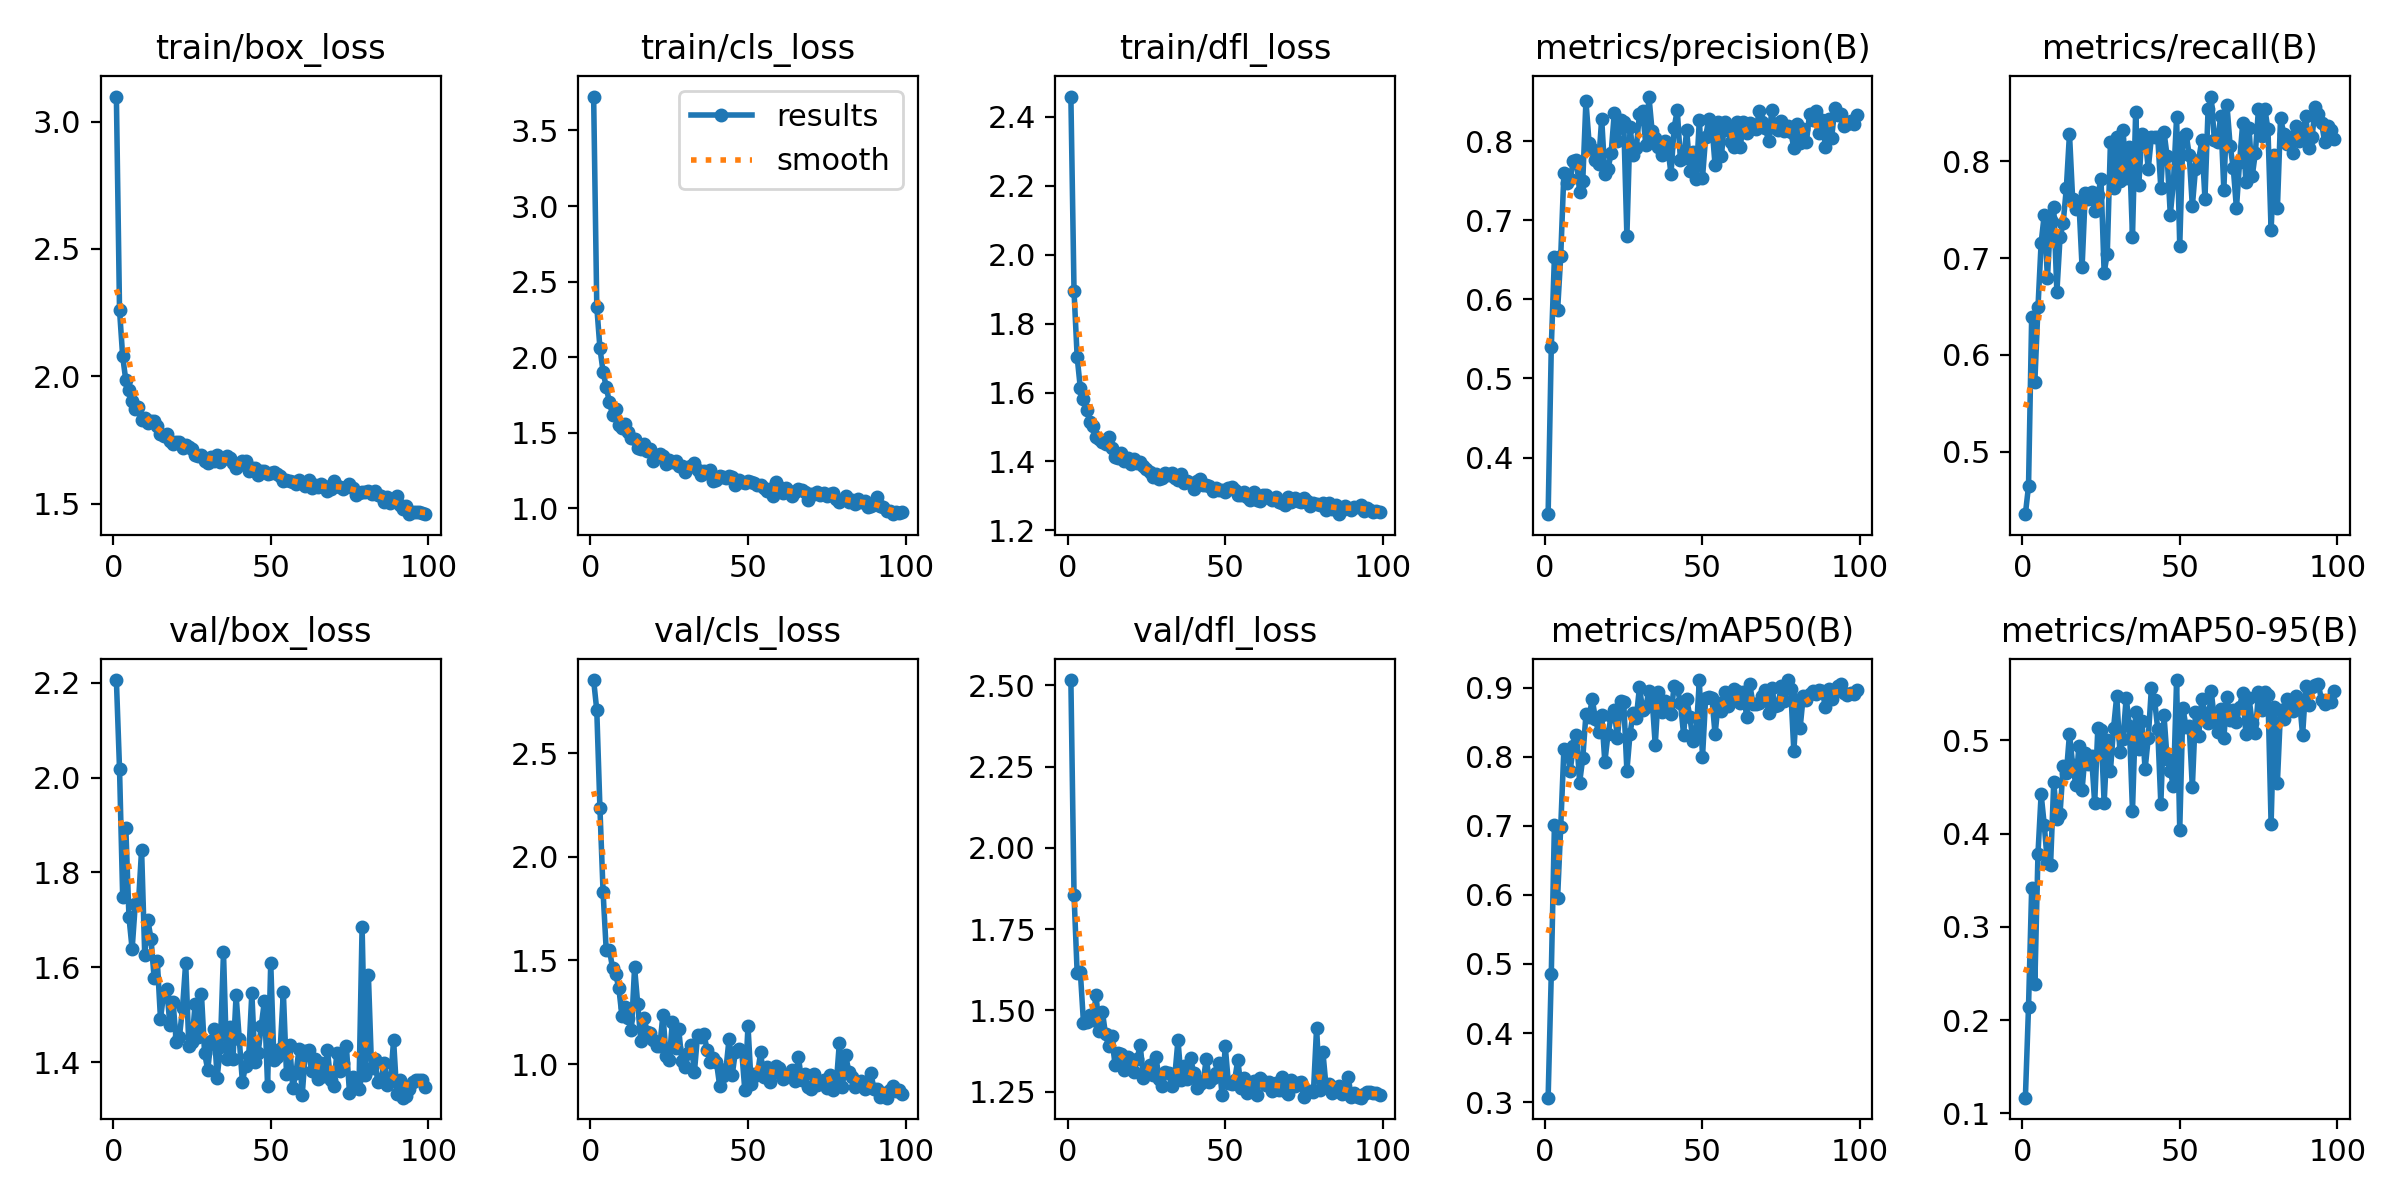 train/box_loss
3.0
2.5
2.0
1.5
0 50 100
train/cls_loss
results
smooth
3.5
3.0
2.5
2.0
1.5
1.0
0 50 100
train/dfl_loss
2.4
2.2
2.0
1.8
1.6
1.4
1.2
0 50 100
metrics/precision(B)
0.8
0.7
0.6
0.5
0.4
0 50 100
metrics/recall(B)
0.8
0.7
0.6
0.5
0 50 100
val/box_loss
2.2
2.0
1.8
1.6
1.4
0 50 100
val/cls_loss
2.5
2.0
1.5
1.0
0 50 100
val/dfl_loss
2.50
2.25
2.00
1.75
1.50
1.25
0 50 100
metrics/mAP50(B)
0.9
0.8
0.7
0.6
0.5
0.4
0.3
0 50 100
metrics/mAP50-95(B)
0.5
0.4
0.3
0.2
0.1
0 50 100